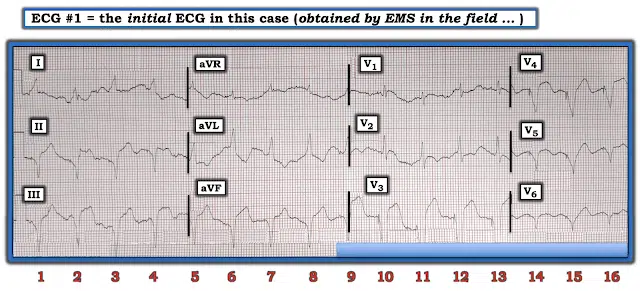 ECG #1 = the initial ECG in this case (obtained by EMS in the field ... )
I aVR V1 V4
II aVL V2 V5
III aVF V3 V6
1 2 3 4 5 6 7 8 9 10 11 12 13 14 15 16